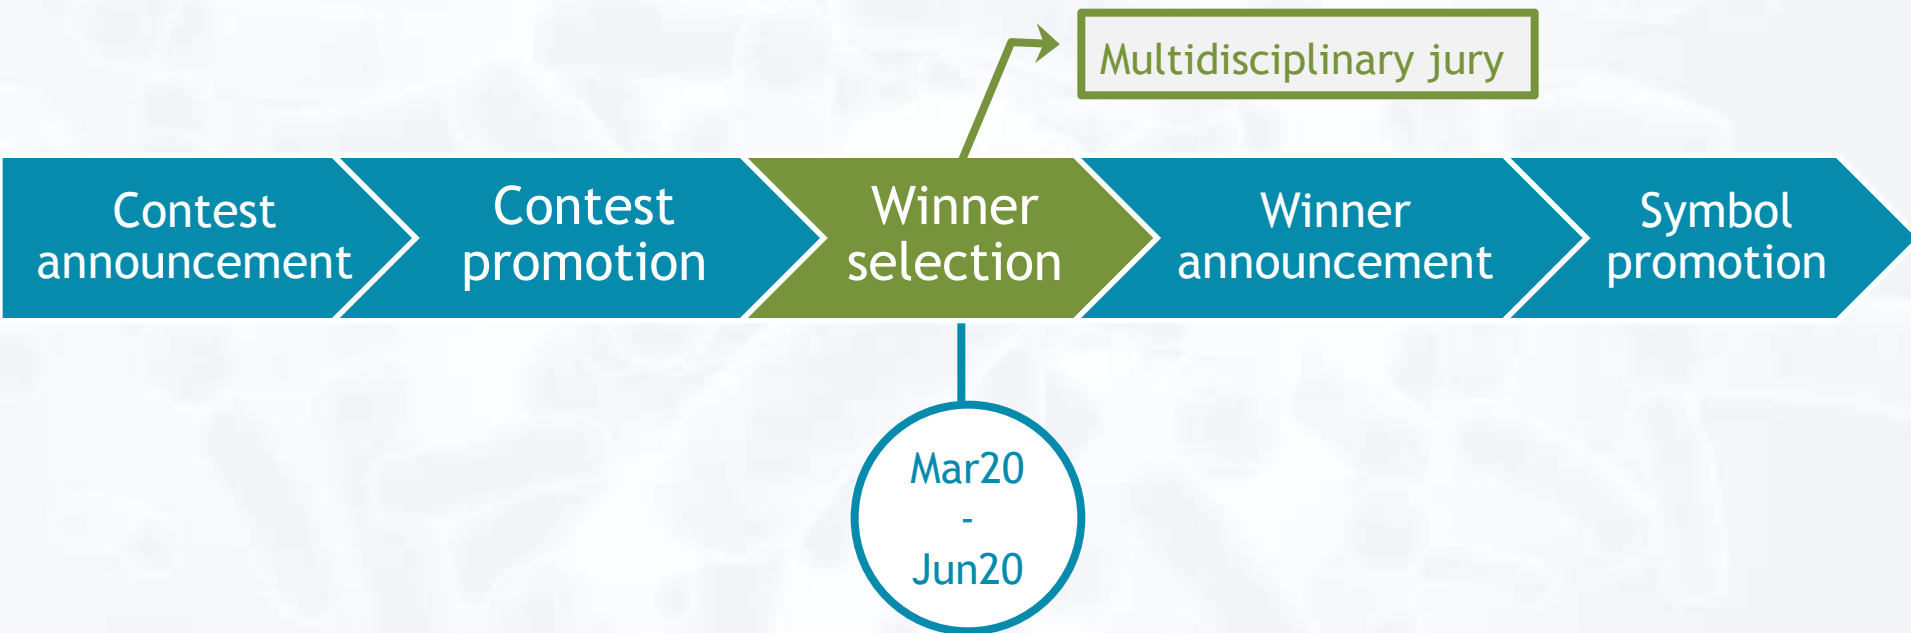 Multidisciplinary jury
Contest
announcement
Contest
promotion
Winner
selection
Winner
announcement
Symbol
promotion
Mar20
-
Jun20